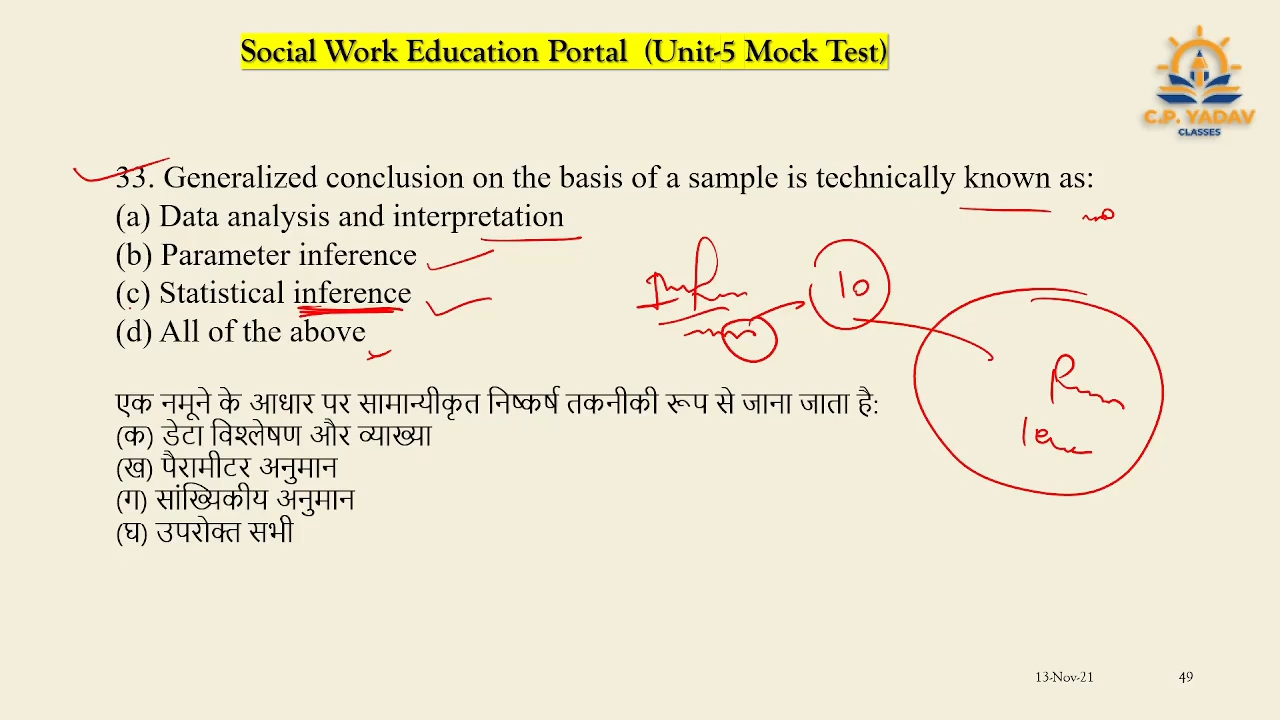 Social Work Education Portal (Unit-5 Mock Test)
C.P. YADAV
CLASSES
33. Generalized conclusion on the basis of a sample is technically known as:
(a) Data analysis and interpretation
(b) Parameter inference
(c) Statistical inference
(d) All of the above
10
एक नमूने के आधार पर सामान्यीकृत निष्कर्ष तकनीकी रूप से जाना जाता है:
(क) डेटा विश्लेषण और व्याख्या
(ख) पैरामीटर अनुमान
(ग) सांख्यिकीय अनुमान
(घ) उपरोक्त सभी
13-Nov-21
49